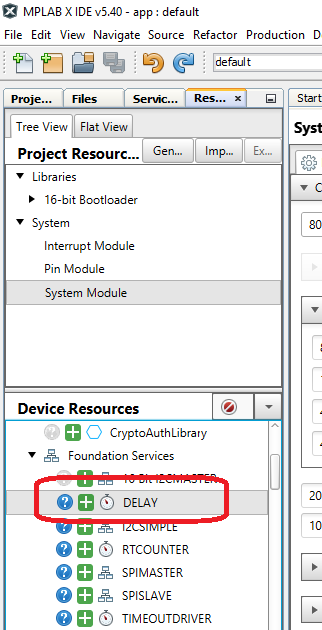 MPLAB X IDE v5.40 - app : default
File Edit View Navigate Source Refactor Production D
default
Proje... Files Servic... Res... x Start
Tree View Flat View
Syst
Project Resourc... Gen... Imp... Ex...
Libraries
16-bit Bootloader
System
Interrupt Module
Pin Module
System Module
80
Device Resources
CryptoAuthLibrary
Foundation Services
16 Bit I2CMASTER
DELAY
20
I2CSIMPLE
10
RTCOUNTER
SPIMASTER
SPISLAVE
TIMEOUTDRIVER